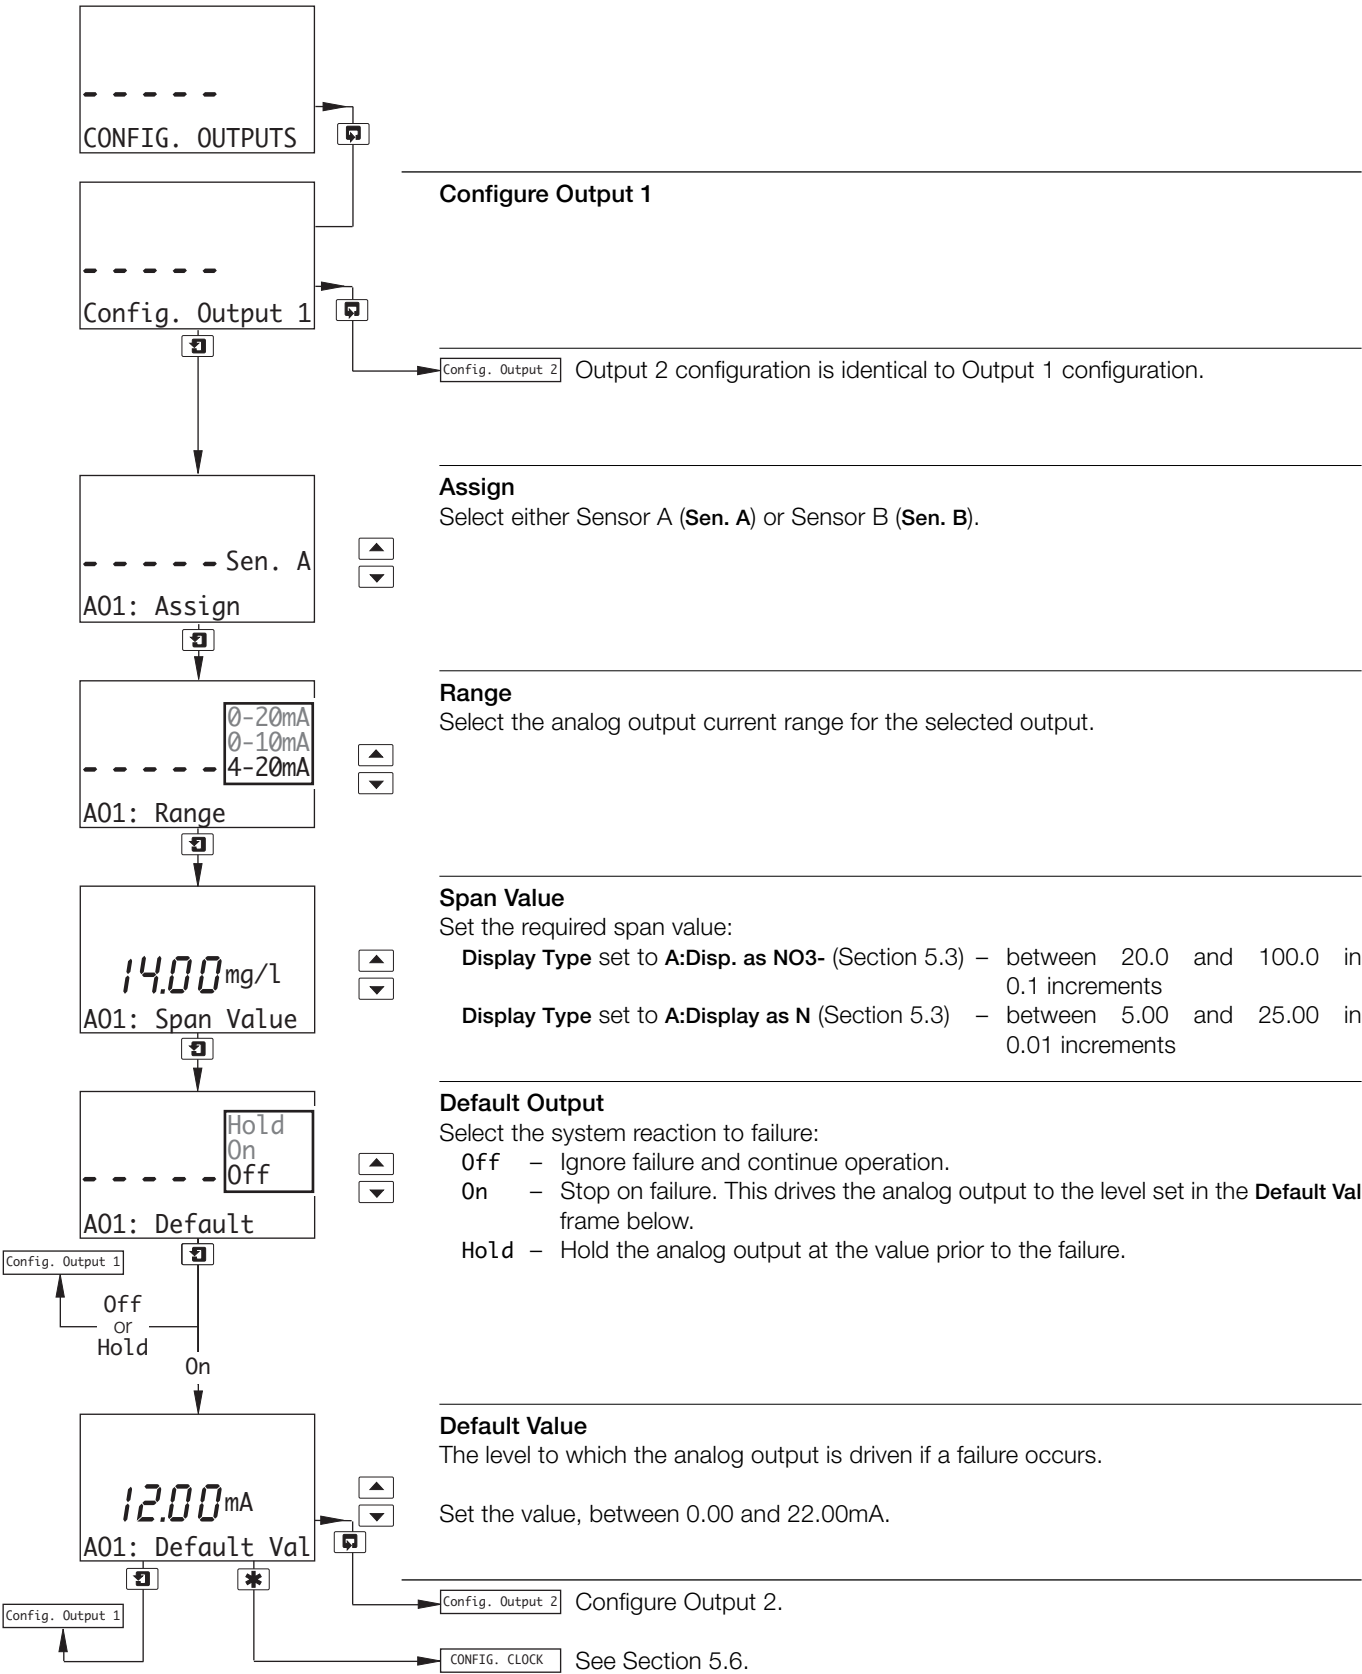 - - - - -
CONFIG. OUTPUTS
Configure Output 1
- - - - -
Config. Output 1
Config. Output 2 Output 2 configuration is identical to Output 1 configuration.
Assign
Select either Sensor A (Sen. A) or Sensor B (Sen. B).
- - - - - Sen. A
AO1: Assign
Range
Select the analog output current range for the selected output.
0-20mA
0-10mA
- - - - - 4-20mA
AO1: Range
Span Value
Set the required span value:
Display Type set to A:Disp. as NO3- (Section 5.3) – between 20.0 and 100.0 in
0.1 increments
Display Type set to A:Display as N (Section 5.3) – between 5.00 and 25.00 in
0.01 increments
14.00 mg/l
AO1: Span Value
Default Output
Select the system reaction to failure:
Off – Ignore failure and continue operation.
On – Stop on failure. This drives the analog output to the level set in the Default Val
frame below.
Hold – Hold the analog output at the value prior to the failure.
Hold
On
- - - - - Off
AO1: Default
Config. Output 1
Off
or
Hold
On
Default Value
The level to which the analog output is driven if a failure occurs.
Set the value, between 0.00 and 22.00mA.
12.00 mA
AO1: Default Val
Config. Output 1
Config. Output 2 Configure Output 2.
CONFIG. CLOCK See Section 5.6.